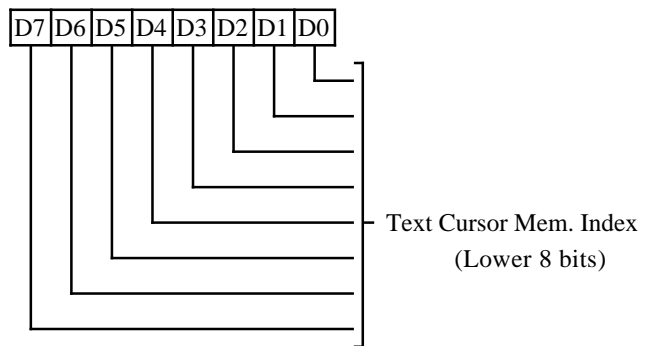 D7 D6 D5 D4 D3 D2 D1 D0
Text Cursor Mem. Index
(Lower 8 bits)